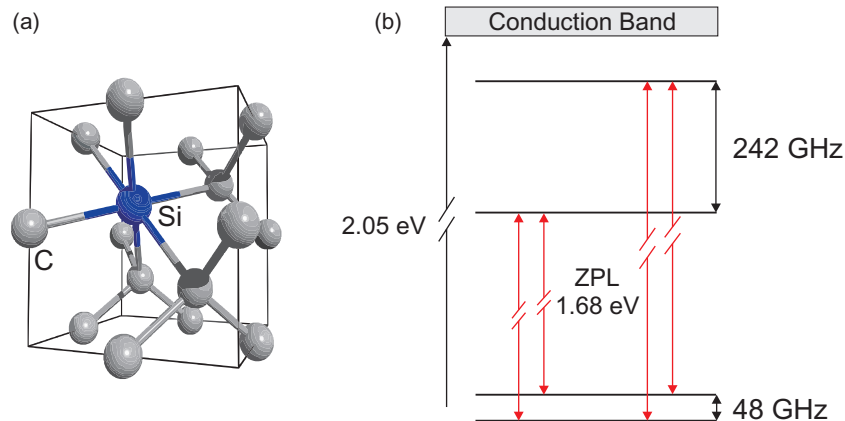 (a)
Si
C
(b)
Conduction Band
242 GHz
2.05 eV
ZPL
1.68 eV
48 GHz